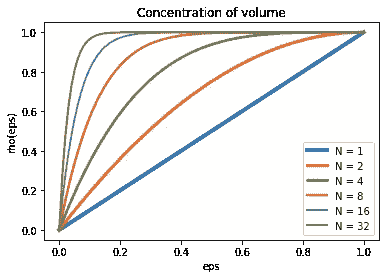 Concentration of volume
rho(eps)
1.0
0.8
0.6
0.4
0.2
0.0
0.0 0.2 0.4 0.6 0.8 1.0
eps
N = 1
N = 2
N = 4
N = 8
N = 16
N = 32